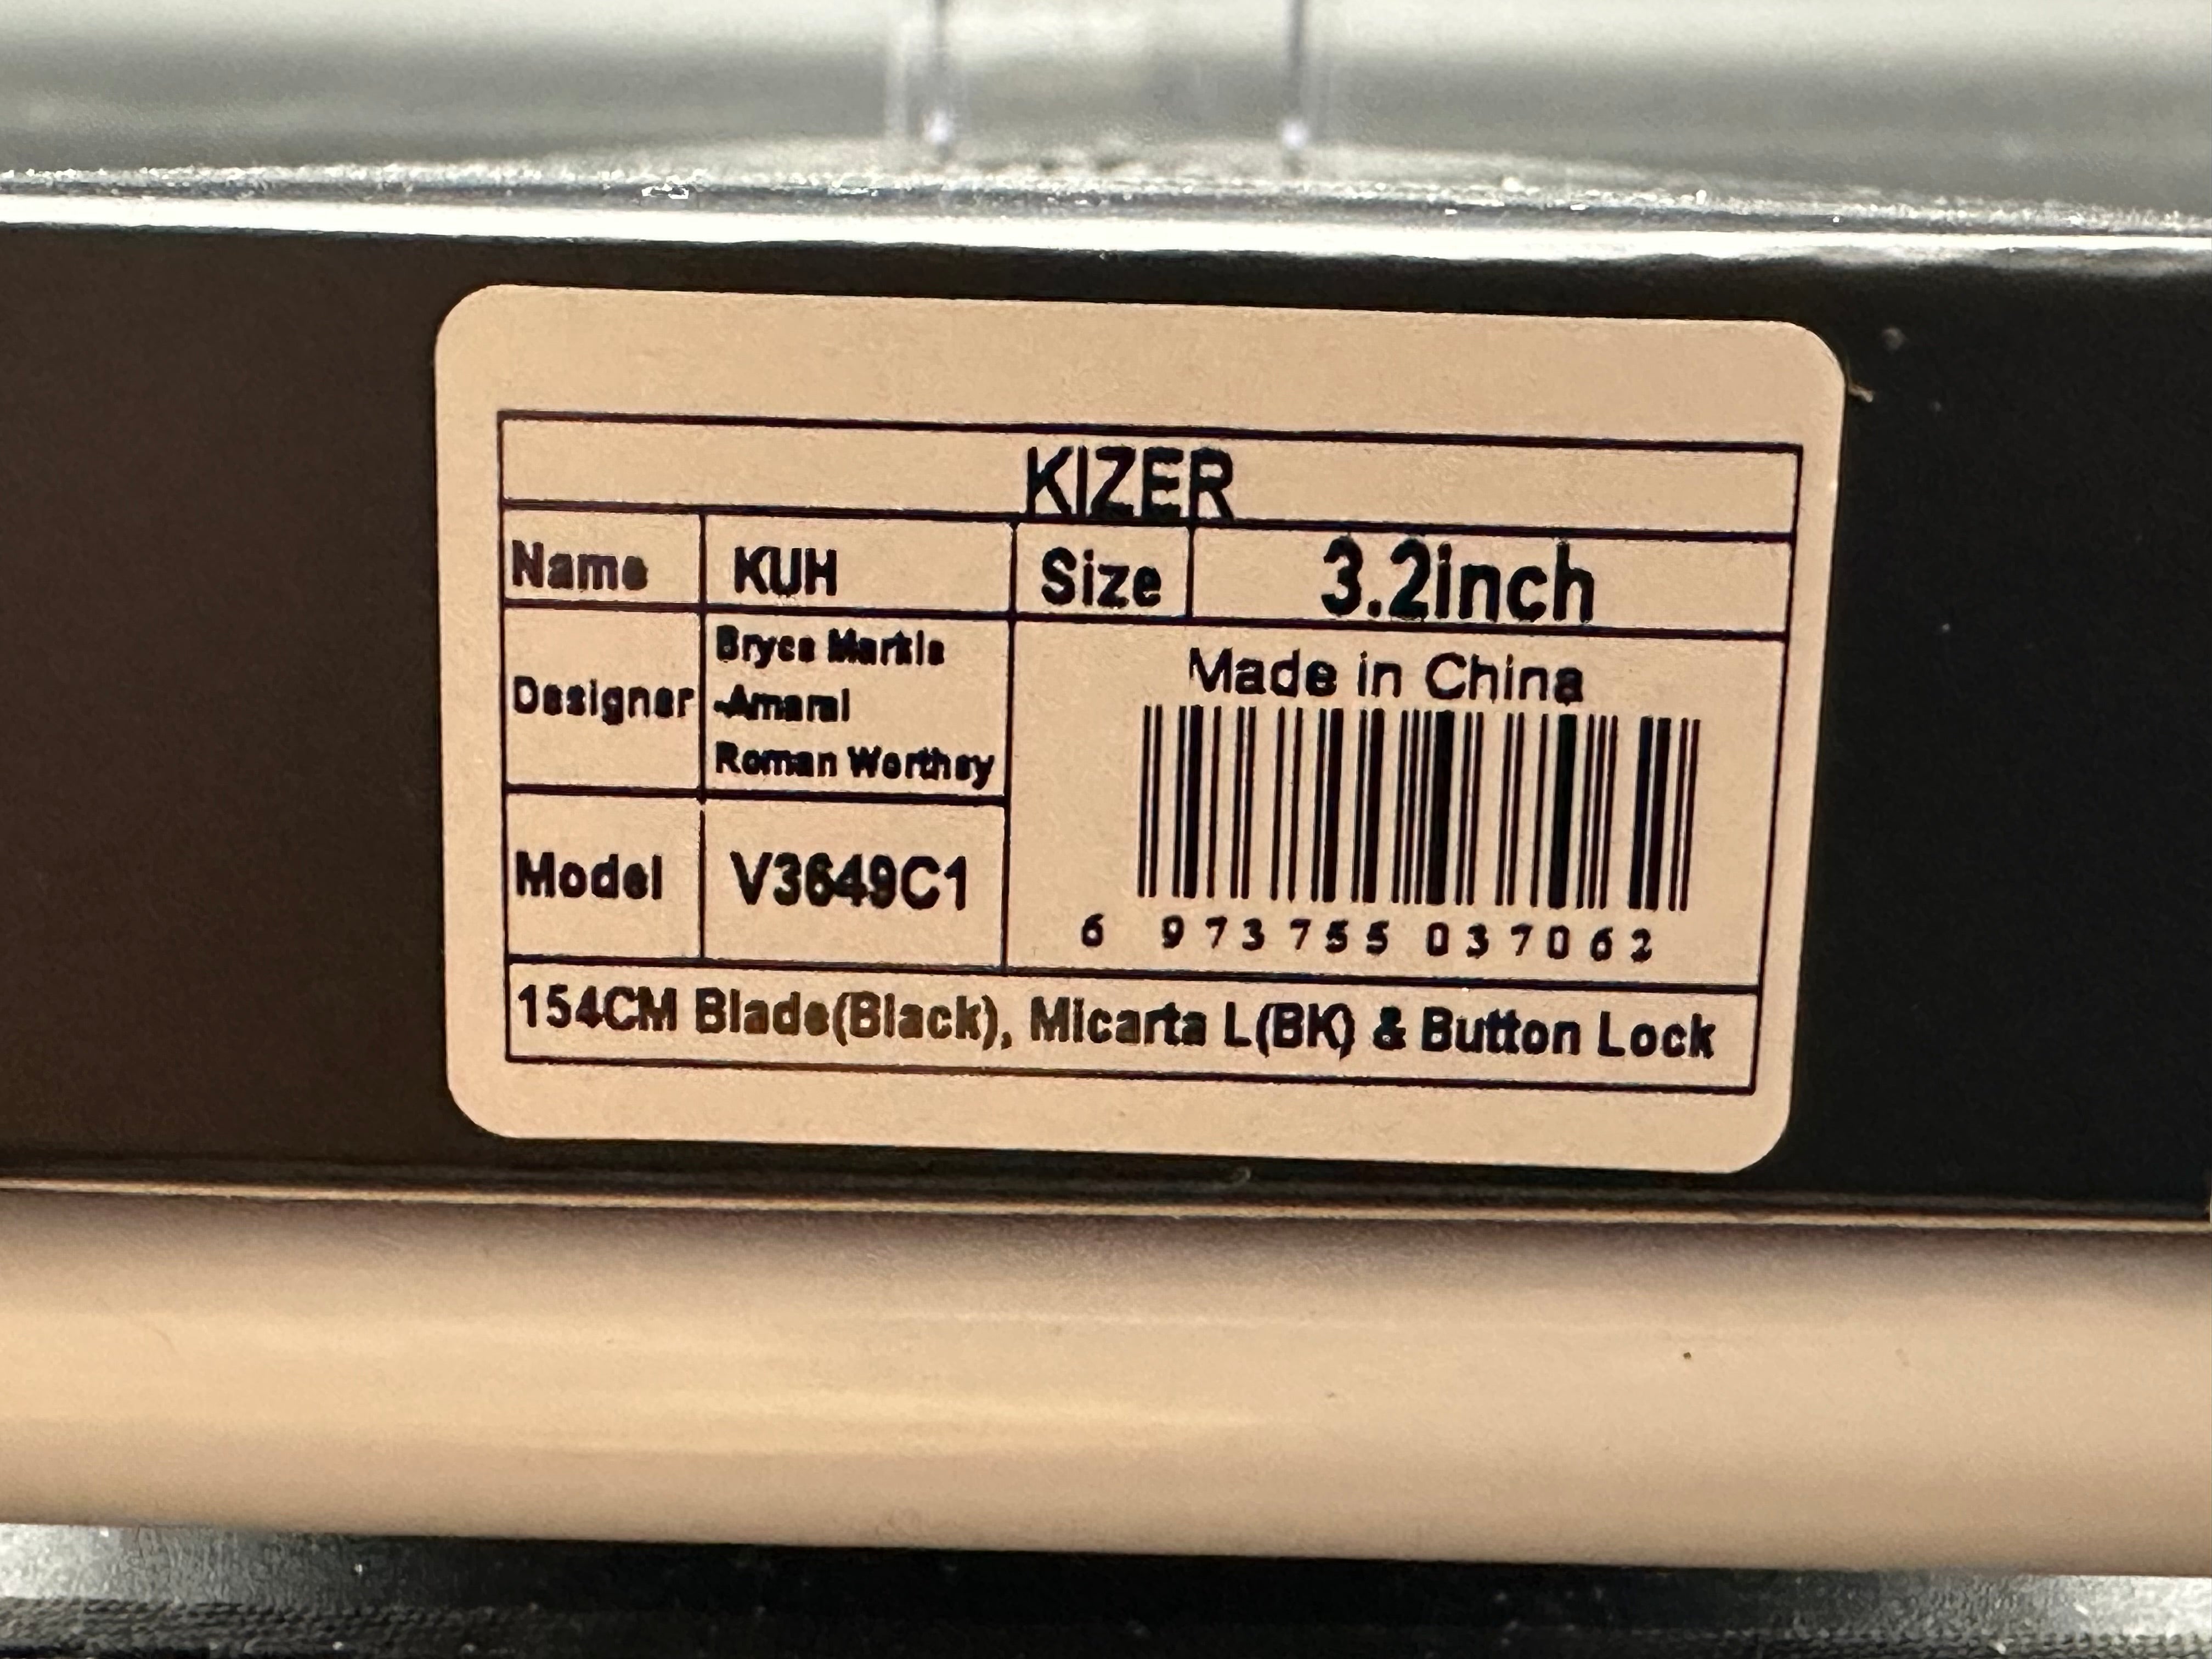 KIZER
Name KUH Size 3.2inch
Designer
Bryce Markle
-Amaral
Roman Worthey
Made in China
6 973755 037062
Model V3649C1
154CM Blade(Black), Micarta L(BK) & Button Lock